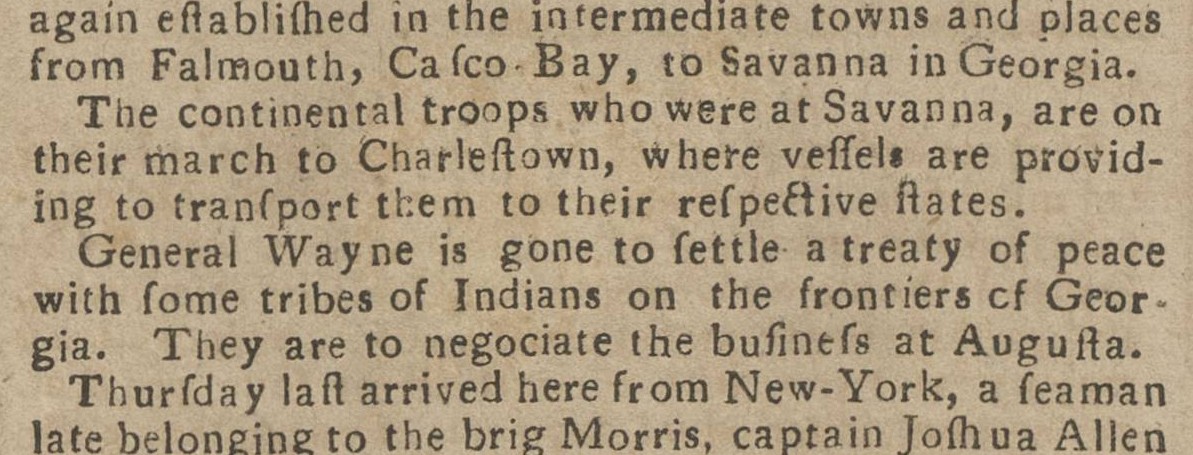 again eſtabliſhed in the intermediate towns and places
from Falmouth, Caſco-Bay, to Savanna in Georgia.
The continental troops who were at Savanna, are on
their march to Charleſtown, where veſſels are provid-
ing to tranſport them to their reſpective ſtates.
General Wayne is gone to ſettle a treaty of peace
with ſome tribes of Indians on the frontiers of Geor-
gia. They are to negociate the buſineſs at Auguſta.
Thurſday laſt arrived here from New-York, a ſeaman
late belonging to the brig Morris, captain Joſhua Allen